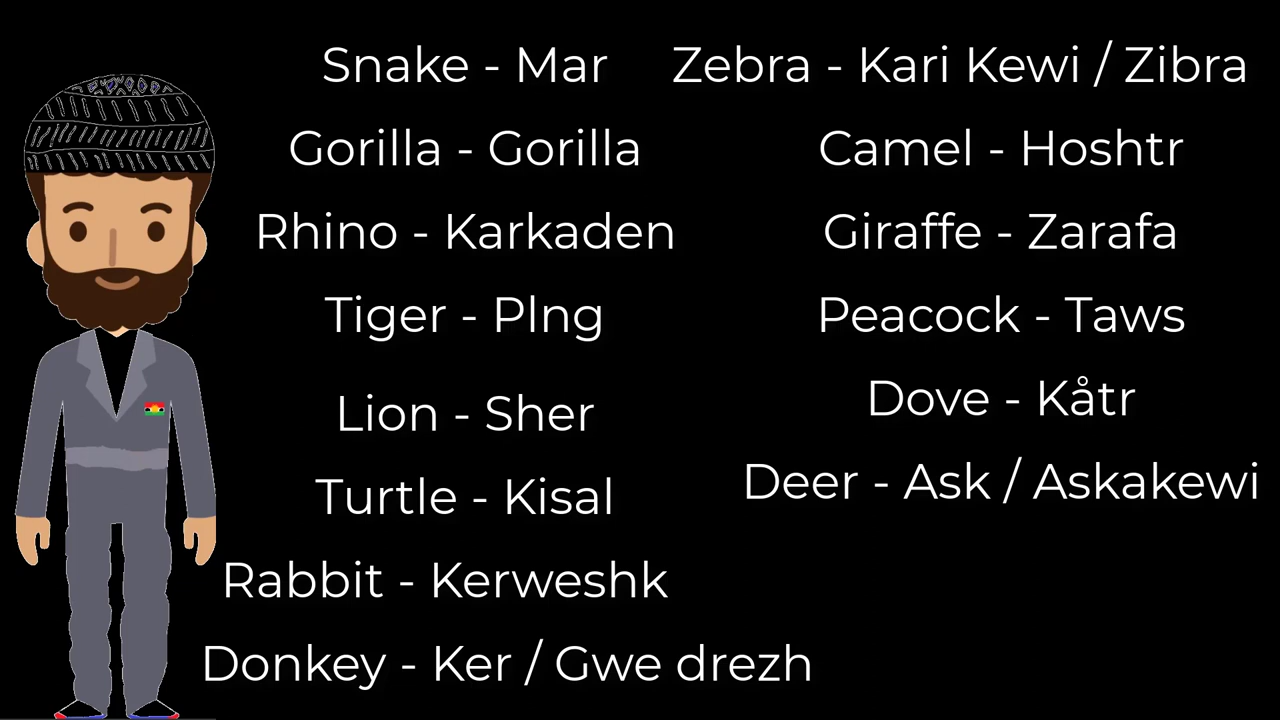 Snake - Mar
Gorilla - Gorilla
Rhino - Karkaden
Tiger - Plng
Lion - Sher
Turtle - Kisal
Rabbit - Kerweshk
Donkey - Ker / Gwe drezh
Zebra - Kari Kewi / Zibra
Camel - Hoshtr
Giraffe - Zarafa
Peacock - Taws
Dove - Kåtr
Deer - Ask / Askakewi